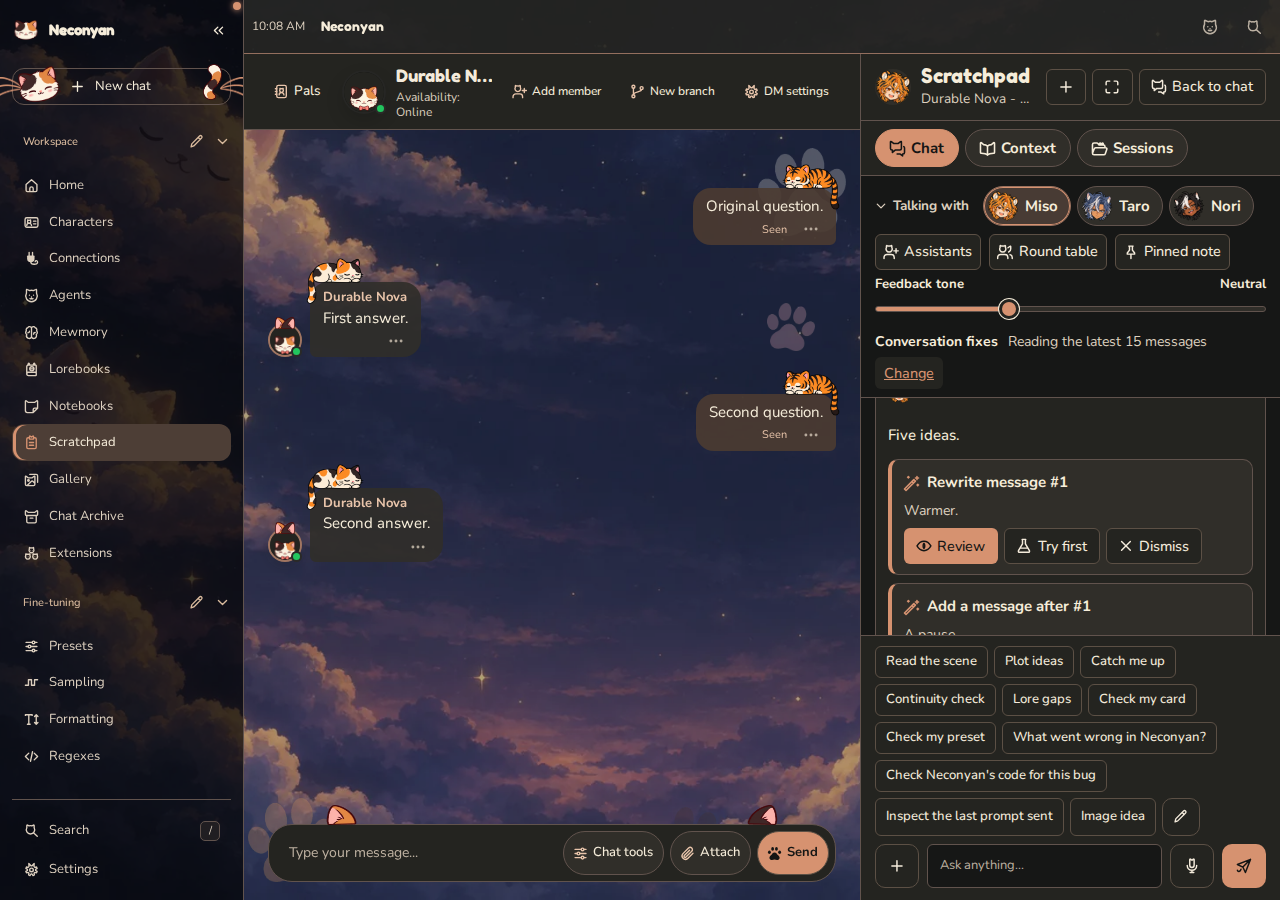 Neconyan
New chat
Workspace
Home
Characters
Connections
Agents
Mewmory
Lorebooks
Notebooks
Scratchpad
Gallery
Chat Archive
Extensions
Fine-tuning
Presets
Sampling
Formatting
Regexes
Search /
Settings
10:08 AM Neconyan
Pals
Durable N...
Availability:
Online
Add member
New branch
DM settings
Original question.
Seen
Durable Nova
First answer.
Second question.
Seen
Durable Nova
Second answer.
Type your message...
Chat tools
Attach
Send
Scratchpad
Durable Nova - ...
Back to chat
Chat Context Sessions
Talking with Miso Taro Nori
Assistants Round table Pinned note
Feedback tone Neutral
Conversation fixes Reading the latest 15 messages
Change
Five ideas.
Rewrite message #1
Warmer.
Review Try first Dismiss
Add a message after #1
A pause.
Read the scene Plot ideas Catch me up
Continuity check Lore gaps Check my card
Check my preset What went wrong in Neconyan?
Check Neconyan's code for this bug
Inspect the last prompt sent Image idea
Ask anything...